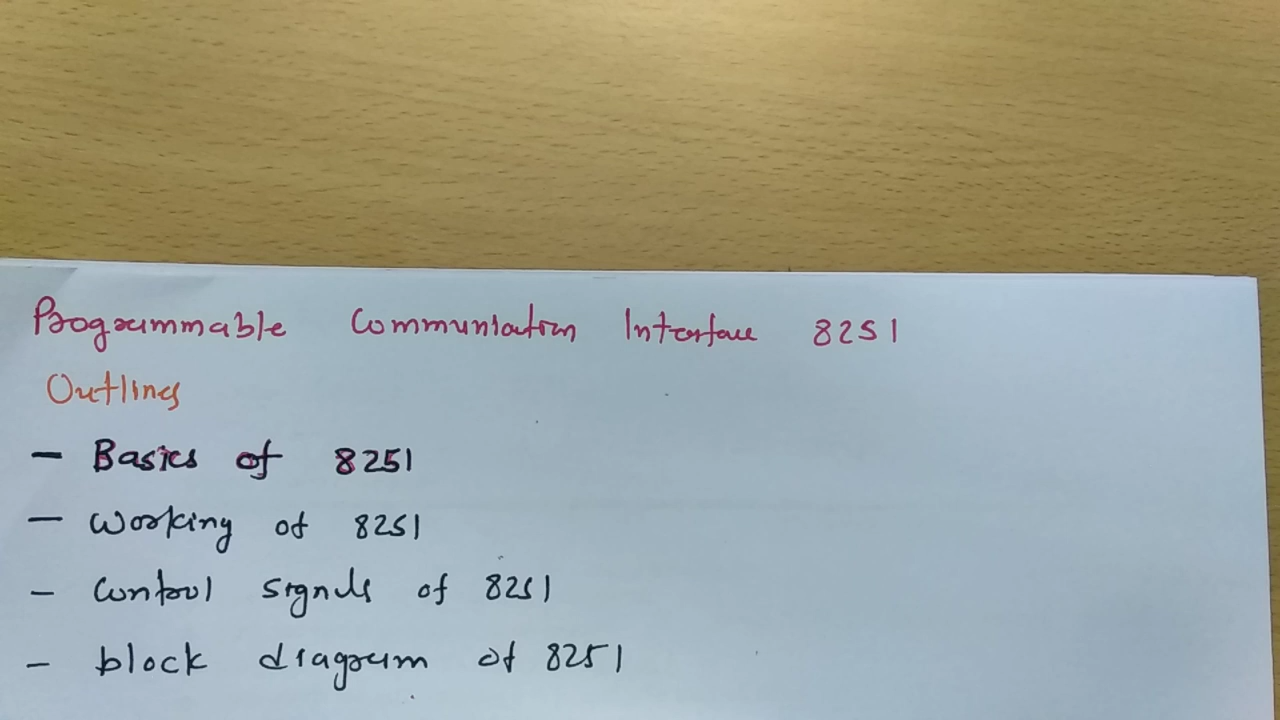 Programmable Communication Interface 8251
Outlines
- Basics of 8251
- Working of 8251
- Control signals of 8251
- block diagram of 8251